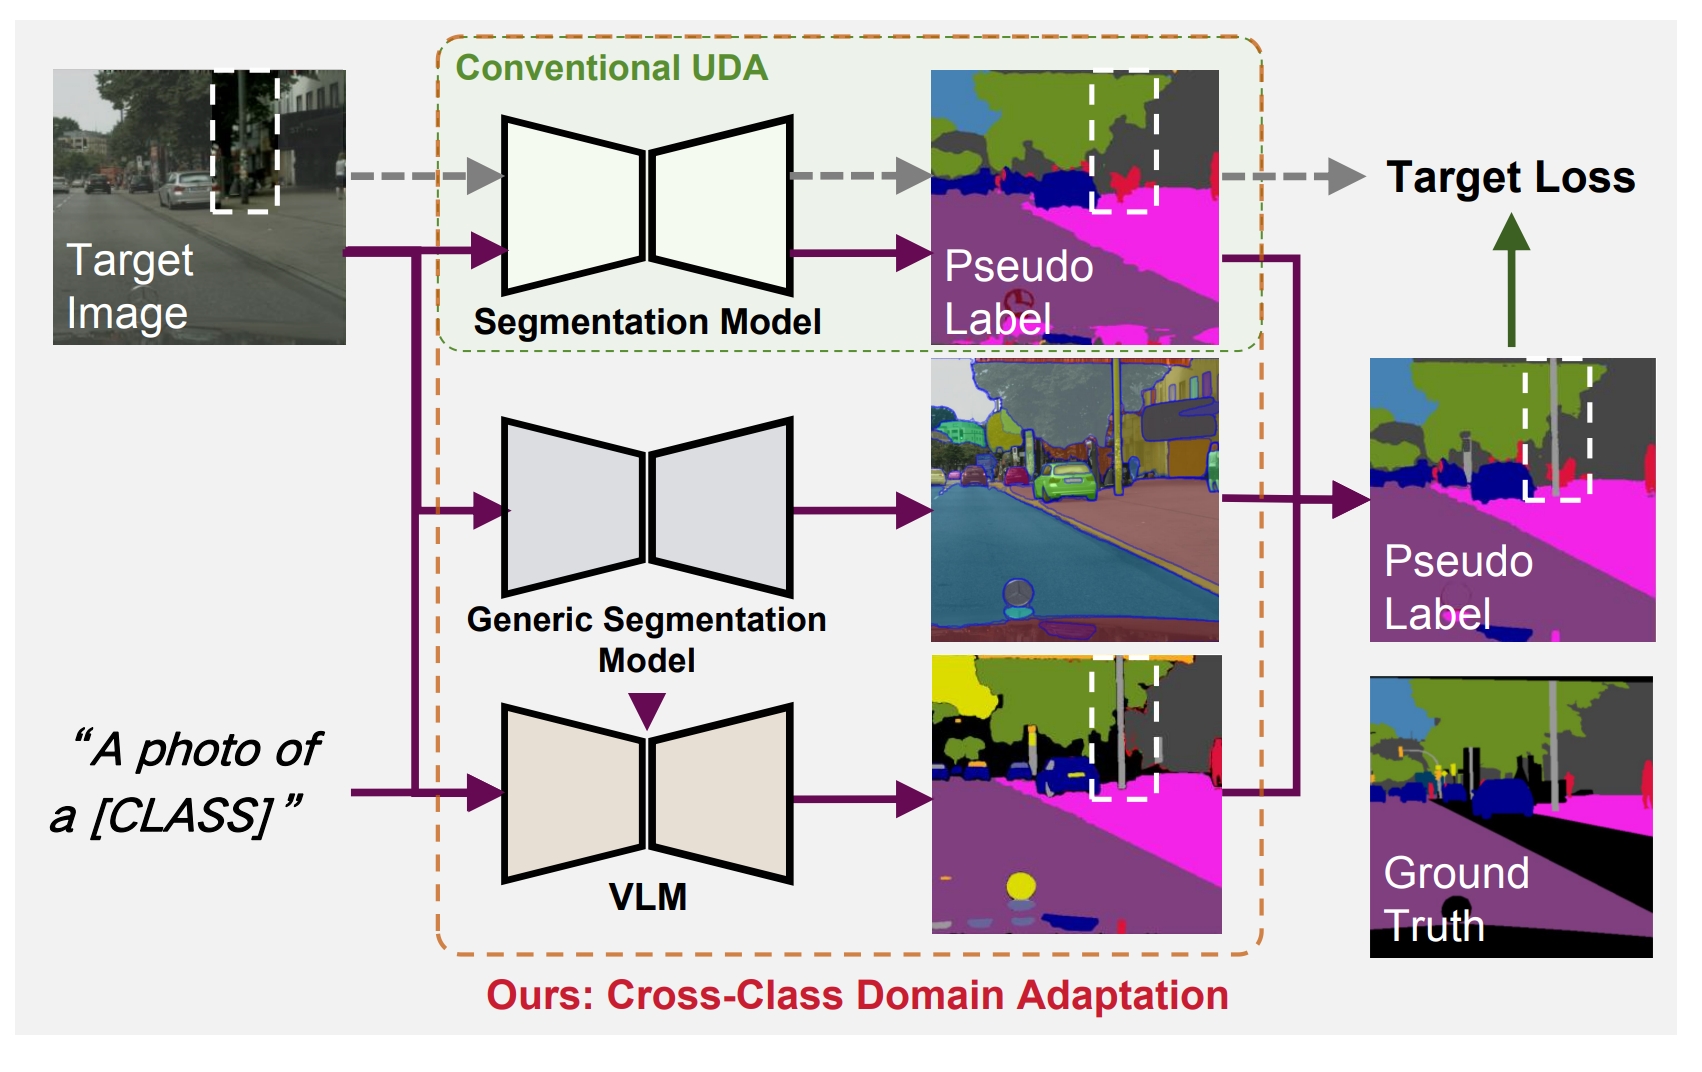 Conventional UDA
Target
Image
Segmentation Model
Pseudo
Label
Target Loss
Generic Segmentation
Model
Pseudo
Label
“A photo of
a [CLASS]”
VLM
Ground
Truth
Ours: Cross-Class Domain Adaptation